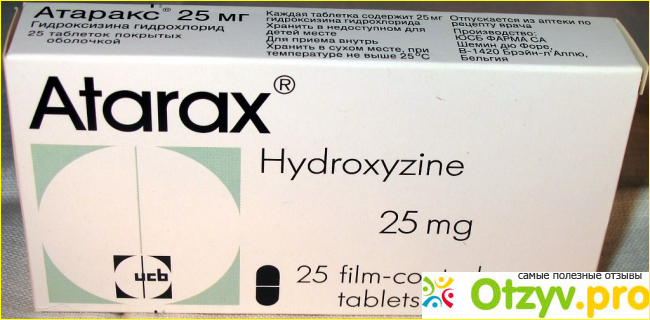 Атаракс® 25 мг
Гидроксизина гидрохлорид
25 таблеток покрытых
оболочкой
Каждая таблетка содержит 25 мг
гидроксизина гидрохлорида
Хранить в недоступном для
детей месте
Для приема внутрь
Хранить в сухом месте, при
температуре не выше 25°C
Отпускается из аптеки по
рецепту врача
Производство:
ЮСБ ФАРМА СА
Шемин дю Форе,
В-1420 Брэйн-л'Аллю,
Бельгия
Atarax®
Hydroxyzine
25 mg
ucb
25 film-coated
tablets
самые полезные отзывы
Otzyv.pro